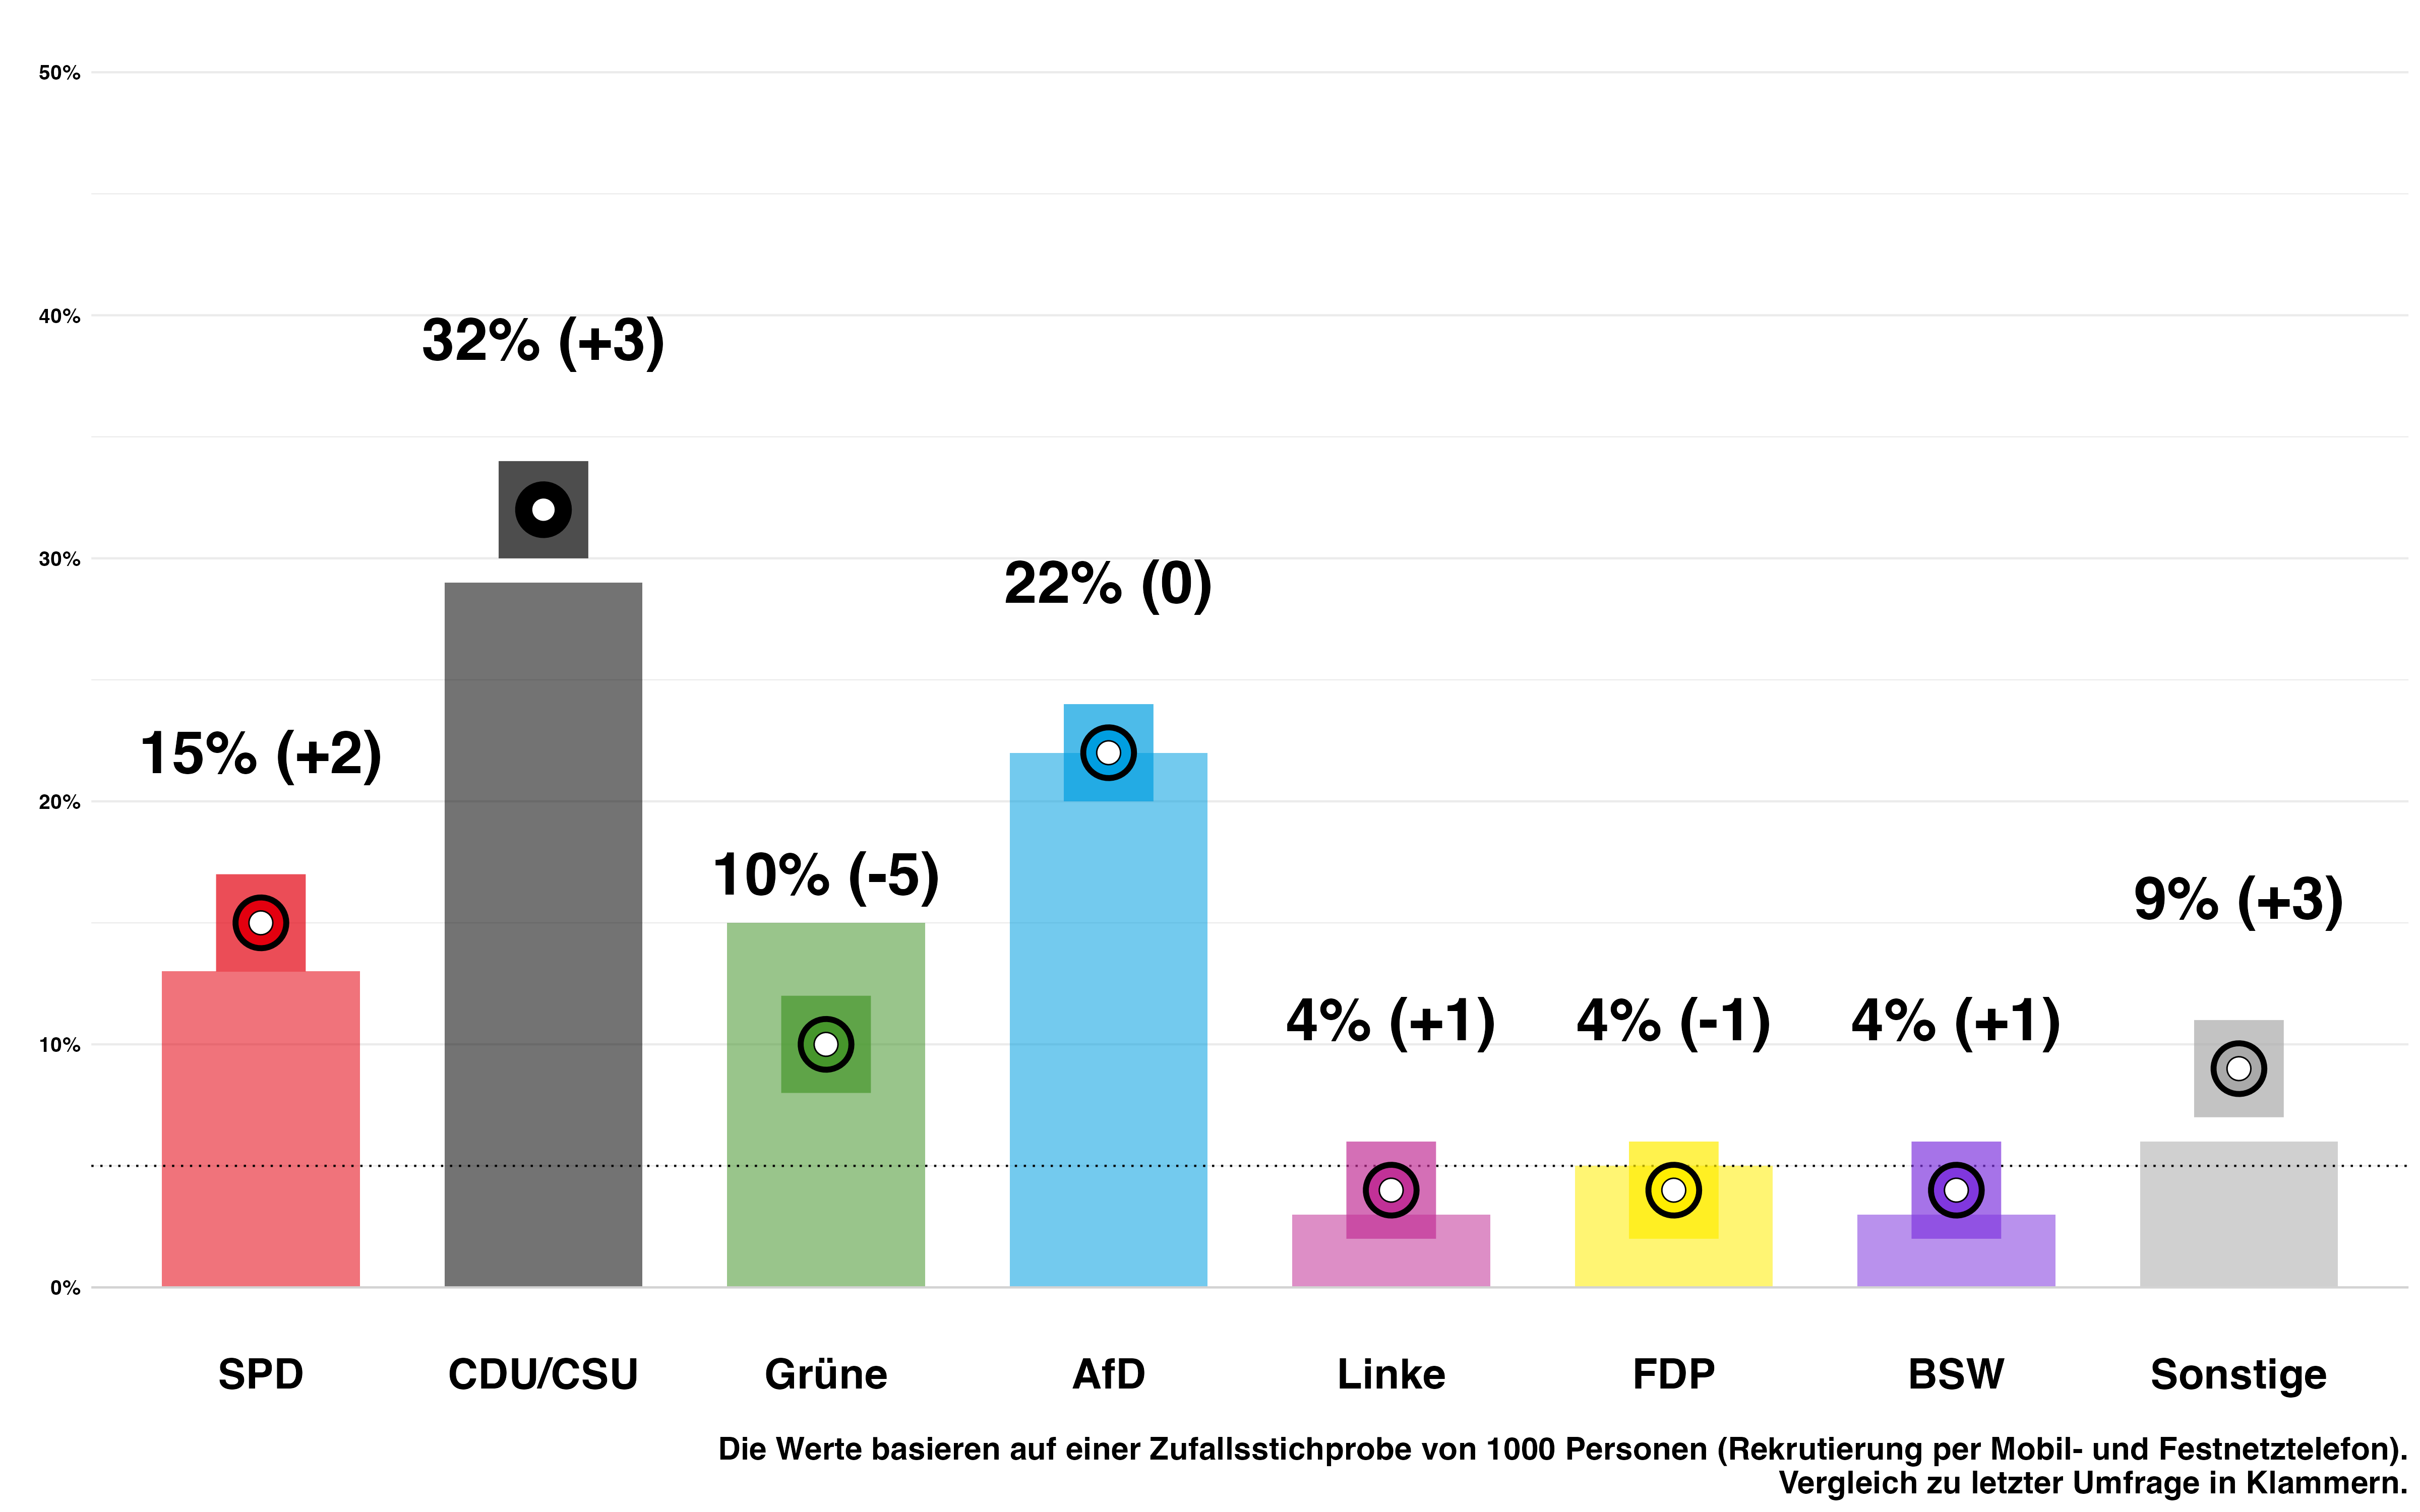 50%
40%
32% (+3)
30%
22% (0)
15% (+2)
20%
10% (-5)
9% (+3)
10%
4% (+1) 4% (-1) 4% (+1)
0%
SPD CDU/CSU Grüne AfD Linke FDP BSW Sonstige
Die Werte basieren auf einer Zufallsstichprobe von 1000 Personen (Rekrutierung per Mobil- und Festnetztelefon).
Vergleich zu letzter Umfrage in Klammern.